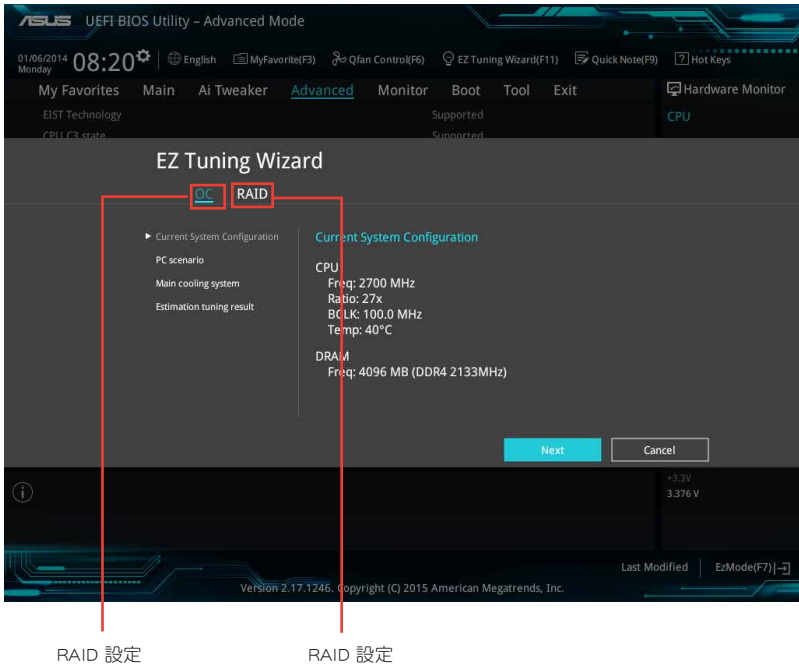 ASUS UEFI BIOS Utility – Advanced Mode
01/06/2014 Monday 08:20 English MyFavorite(F3) Qfan Control(F6) EZ Tuning Wizard(F11) Quick Note(F9) ? Hot Keys
My Favorites Main Ai Tweaker Advanced Monitor Boot Tool Exit Hardware Monitor
EIST Technology Supported CPU
CPU C3 state Supported
EZ Tuning Wizard
OC RAID
Current System Configuration
PC scenario
Main cooling system
Estimation tuning result
Current System Configuration
CPU
Freq: 2700 MHz
Ratio: 27x
BCLK: 100.0 MHz
Temp: 40°C
DRAM
Freq: 4096 MB (DDR4 2133MHz)
Next Cancel
+3.3V
3.376 V
Last Modified EzMode(F7)
Version 2.17.1246. Copyright (C) 2015 American Megatrends, Inc.
RAID 設定 RAID 設定